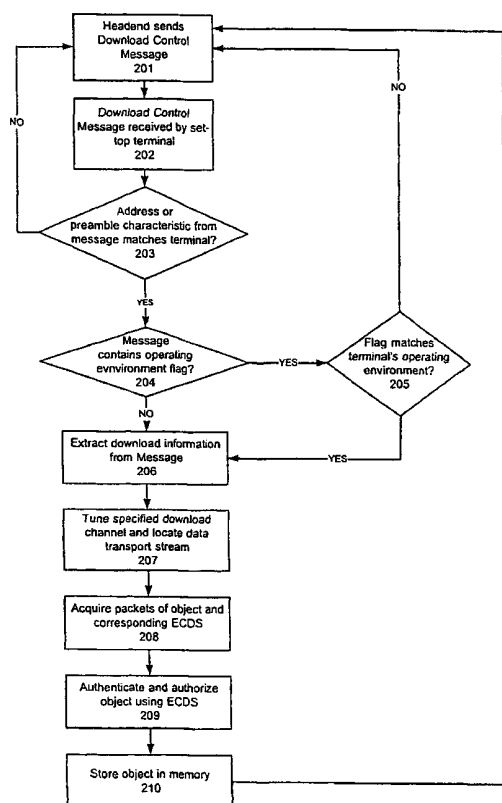 Headend sends
Download Control
Message
201
NO
NO
Download Control
Message received by set-
top terminal
202
Address or
preamble characteristic from
message matches terminal?
203
YES
Message
contains operating
evnvironment flag?
204
YES
Flag matches
terminal's operating
environment?
205
NO
YES
Extract download information
from Message
206
Tune specified download
channel and locate data
transport stream
207
Acquire packets of object and
corresponding ECDS
208
Authenticate and authorize
object using ECDS
209
Store object in memory
210